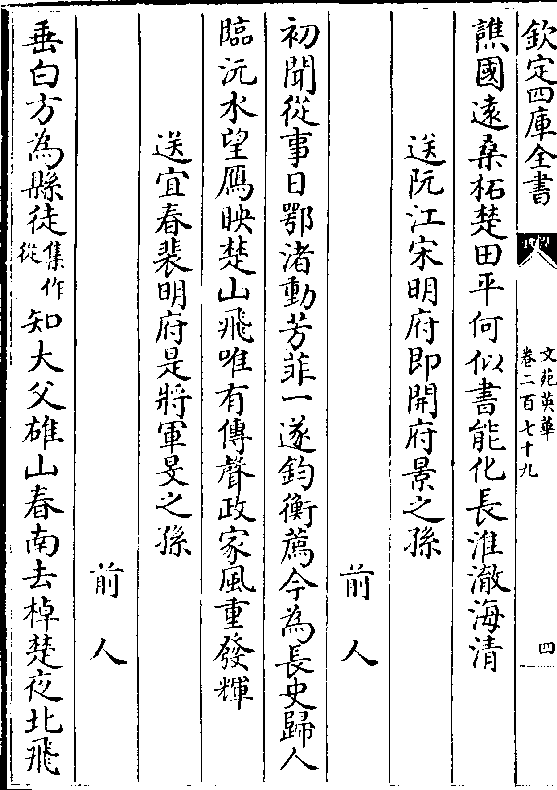 欽定四庫全書
文苑英華
卷二百七十九
四
譙國遠桑柘楚田平何似書能化長淮澈海清
送阮江宋明府即開府景之孫
前人
初聞從事日鄂渚動芳菲一遂鈞衡薦今為長史歸人
臨沅水望鴈映楚山飛唯有傳聲政家風重發輝
送宜春裴明府是將軍旻之孫
前人
垂白方為縣徒集作從知大父雄山春南去棹楚夜北飛